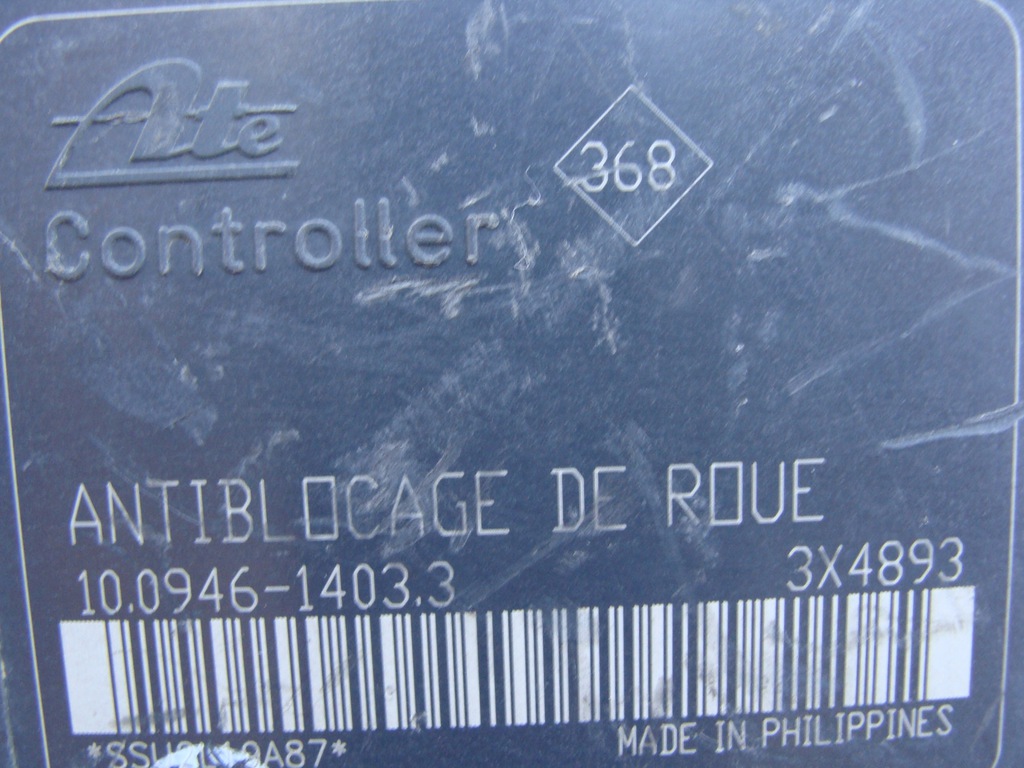 Ate
368
Controller
ANTIBLOCAGE DE ROUE
10.0946-1403.3 3X4893
MADE IN PHILIPPINES